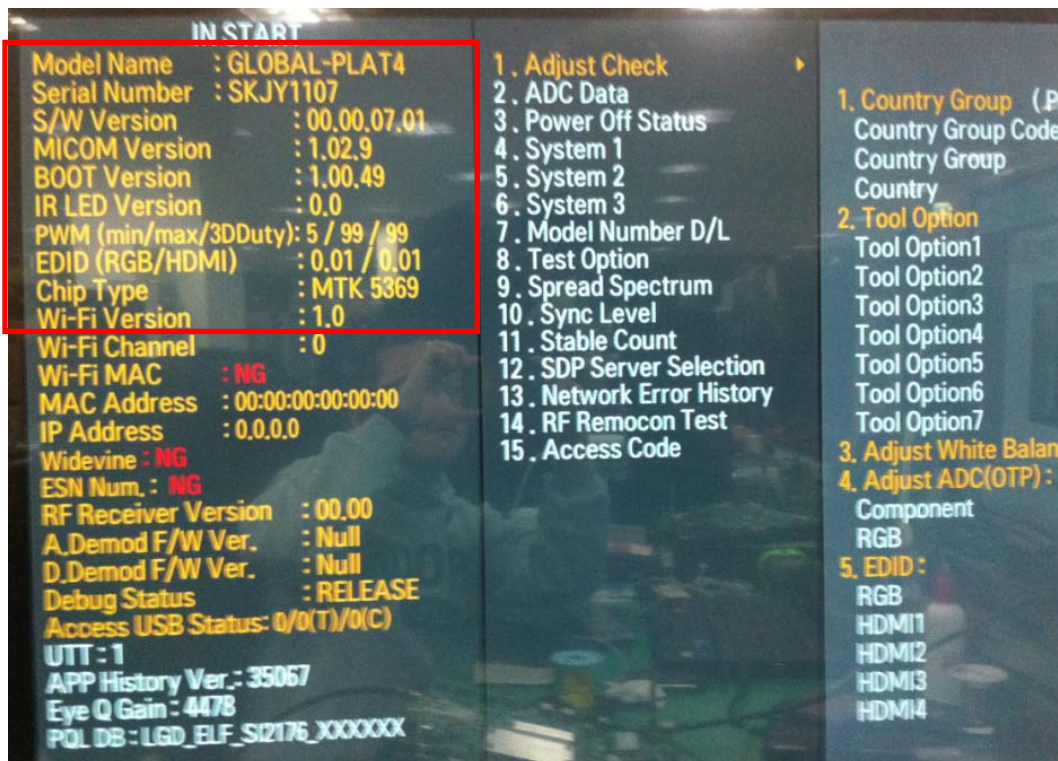 IN START
Model Name : GLOBAL-PLAT4
Serial Number : SKJY1107
S/W Version : 00.00.07.01
MICOM Version : 1.02.9
BOOT Version : 1.00.49
IR LED Version : 0.0
PWM (min/max/3DDuty): 5 / 99 / 99
EDID (RGB/HDMI) : 0.01 / 0.01
Chip Type : MTK 5369
Wi-Fi Version : 1.0
Wi-Fi Channel : 0
Wi-Fi MAC : NG
MAC Address : 00:00:00:00:00:00
IP Address : 0.0.0.0
Widevine : NG
ESN Num. : NG
RF Receiver Version : 00.00
A.Demod F/W Ver. : Null
D.Demod F/W Ver. : Null
Debug Status : RELEASE
Access USB Status: 0/0(T)/0(C)
UTT : 1
APP History Ver.: 35067
Eye Q Gain : 4478
PQL DB : LGD_ELF_SI2176_XXXXXX
1. Adjust Check
2. ADC Data
3. Power Off Status
4. System 1
5. System 2
6. System 3
7. Model Number D/L
8. Test Option
9. Spread Spectrum
10. Sync Level
11. Stable Count
12. SDP Server Selection
13. Network Error History
14. RF Remocon Test
15. Access Code
1. Country Group (.P
Country Group Code
Country Group
Country
2. Tool Option
Tool Option1
Tool Option2
Tool Option3
Tool Option4
Tool Option5
Tool Option6
Tool Option7
3. Adjust White Balan
4. Adjust ADC(OTP) :
Component
RGB
5. EDID :
RGB
HDMI1
HDMI2
HDMI3
HDMI4